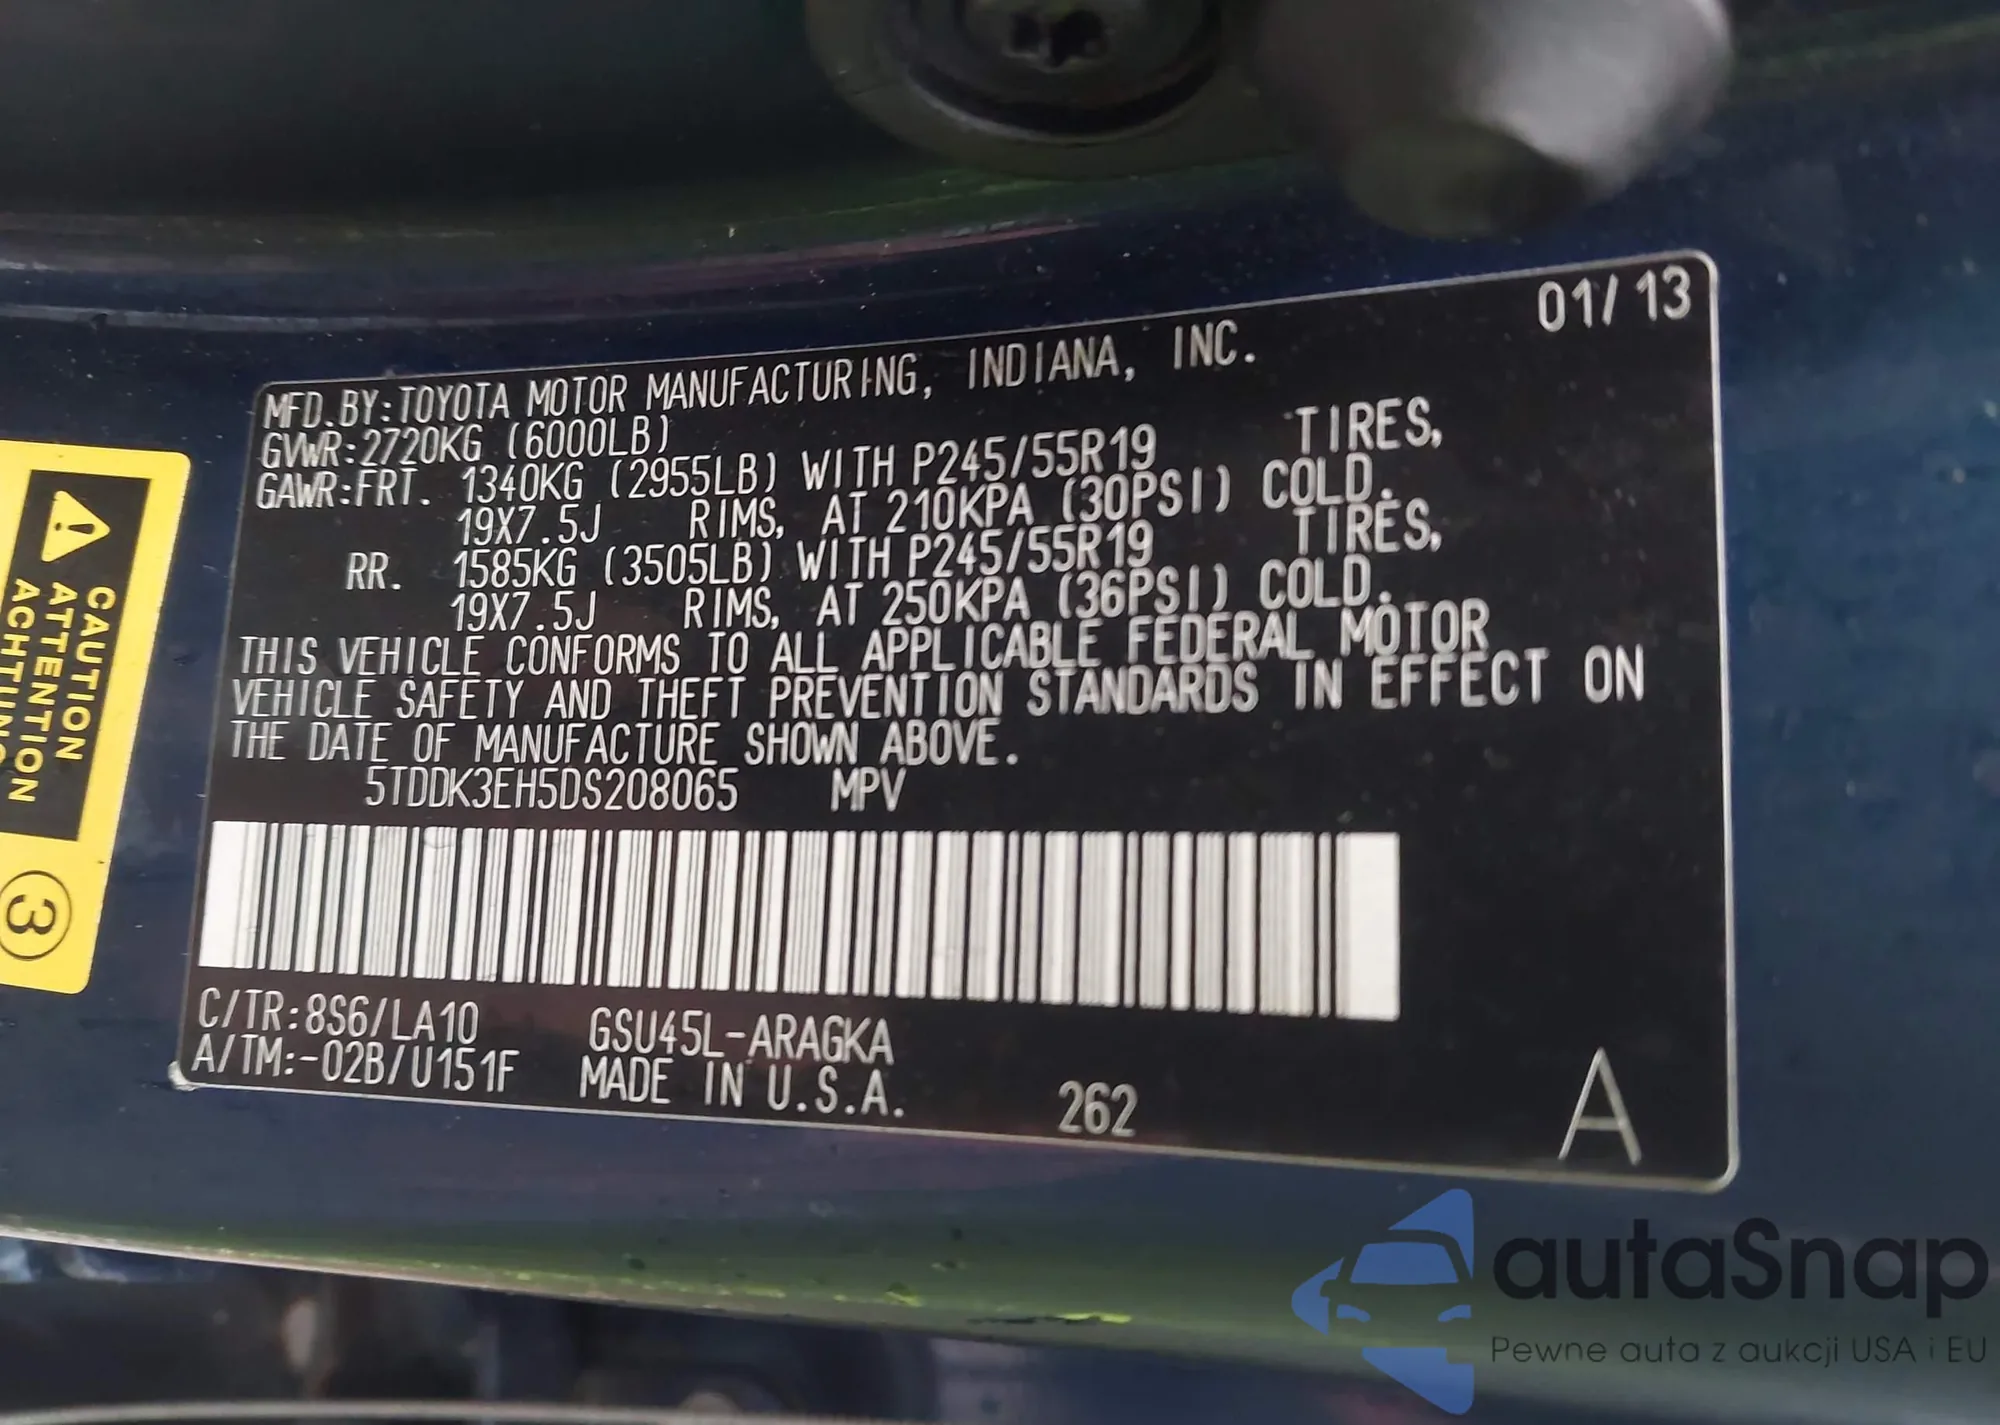 01/13
MFD.BY:TOYOTA MOTOR MANUFACTURING, INDIANA, INC.
GVWR:2720KG (6000LB)
GAWR:FRT. 1340KG (2955LB) WITH P245/55R19 TIRES,
19X7.5J RIMS, AT 210KPA (30PSI) COLD.
RR. 1585KG (3505LB) WITH P245/55R19 TIRES,
19X7.5J RIMS, AT 250KPA (36PSI) COLD.
THIS VEHICLE CONFORMS TO ALL APPLICABLE FEDERAL MOTOR
VEHICLE SAFETY AND THEFT PREVENTION STANDARDS IN EFFECT ON
THE DATE OF MANUFACTURE SHOWN ABOVE.
5TDDK3EH5DS208065 MPV
C/TR:8S6/LA10 GSU45L-ARAGKA
A/TM:-02B/U151F MADE IN U.S.A. 262
A
CAUTION
ATTENTION
3
autaSnap
Pewne auta z aukcji USA i EU